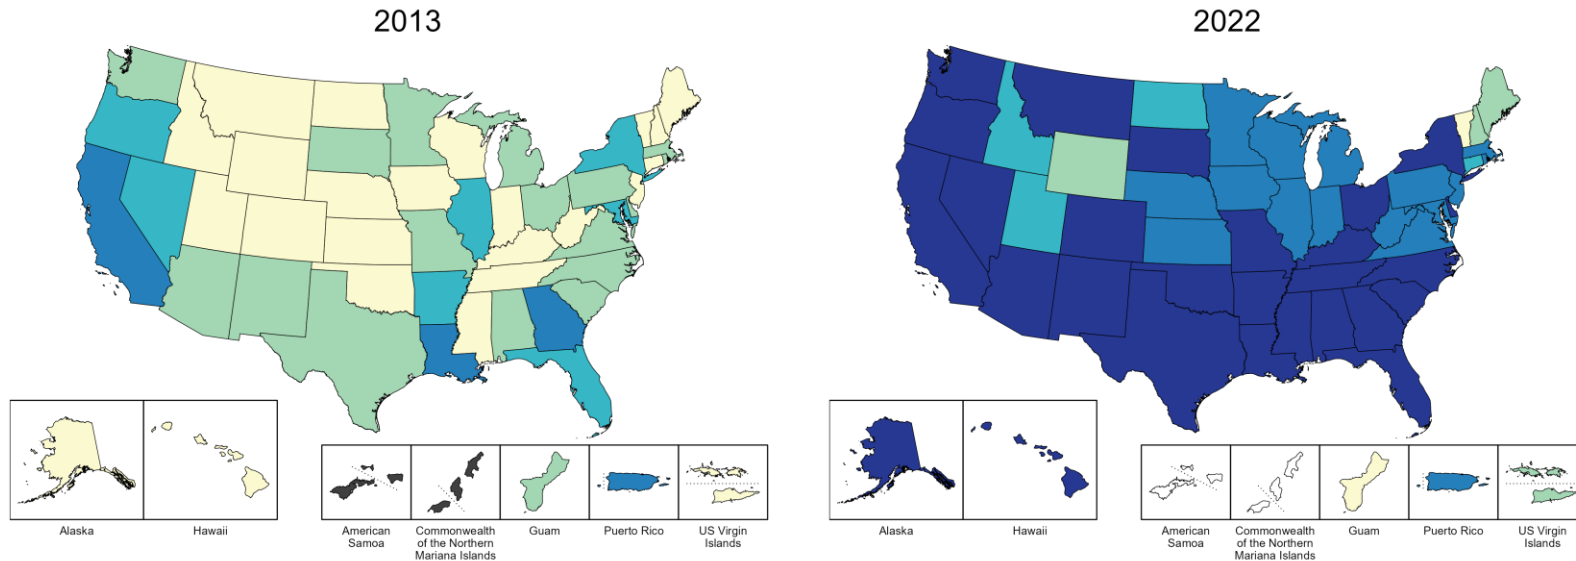 2013
Alaska
Hawaii
American
Samoa
Commonwealth
of the Northern
Mariana Islands
Guam
Puerto Rico
US Virgin
Islands
2022
Alaska
Hawaii
American
Samoa
Commonwealth
of the Northern
Mariana Islands
Guam
Puerto Rico
US Virgin
Islands